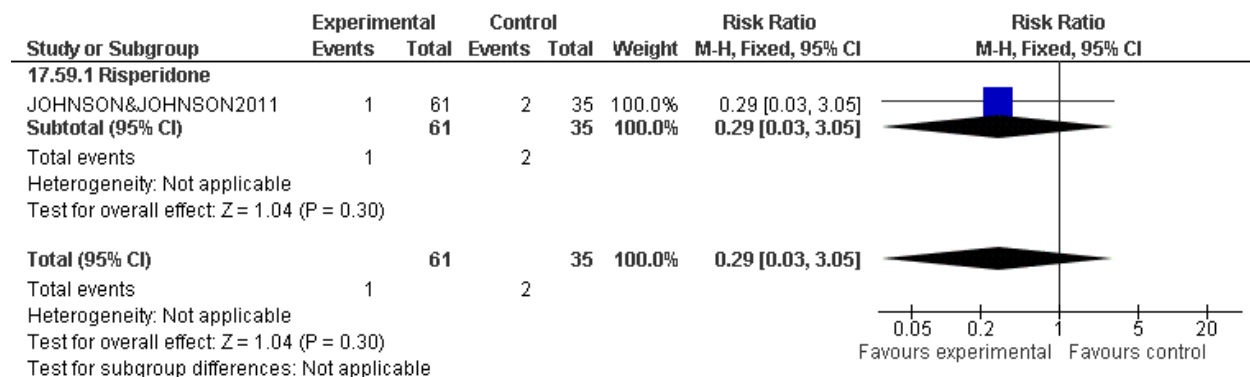 Experimental Control Risk Ratio Risk Ratio
Study or Subgroup Events Total Events Total Weight M-H, Fixed, 95% CI M-H, Fixed, 95% CI
17.59.1 Risperidone
JOHNSON&JOHNSON2011 1 61 2 35 100.0% 0.29 [0.03, 3.05]
Subtotal (95% CI) 61 35 100.0% 0.29 [0.03, 3.05]
Total events 1 2
Heterogeneity: Not applicable
Test for overall effect: Z = 1.04 (P = 0.30)
Total (95% CI) 61 35 100.0% 0.29 [0.03, 3.05]
Total events 1 2
Heterogeneity: Not applicable
Test for overall effect: Z = 1.04 (P = 0.30)
Test for subgroup differences: Not applicable
0.05 0.2 1 5 20
Favours experimental Favours control